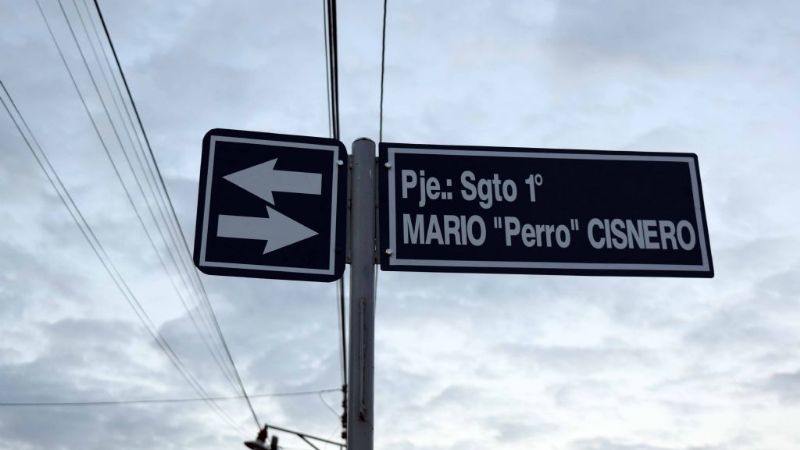 Pje.: Sgto 1°
MARIO "Perro" CISNERO